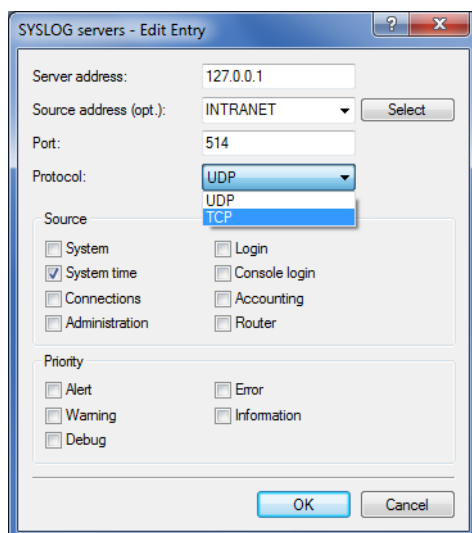 SYSLOG servers - Edit Entry
Server address: 127.0.0.1
Source address (opt.): INTRANET Select
Port: 514
Protocol: UDP
UDP
TCP
Source
System Login
System time Console login
Connections Accounting
Administration Router
Priority
Alert Error
Warning Information
Debug
OK Cancel